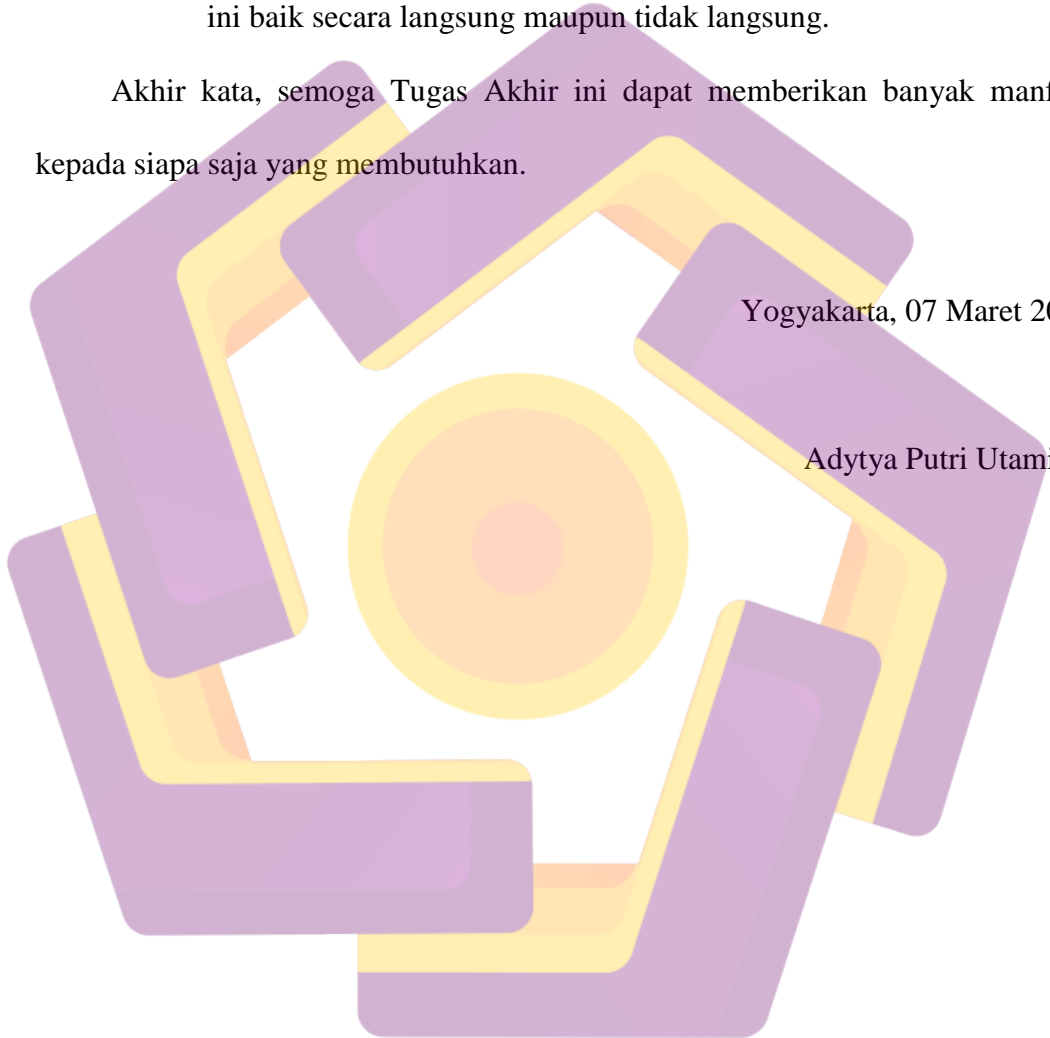 ini baik secara langsung maupun tidak langsung.
Akhir kata, semoga Tugas Akhir ini dapat memberikan banyak
kepada siapa saja yang membutuhkan.
Yogyakarta, 07 Maret
Adytya Putri Utami